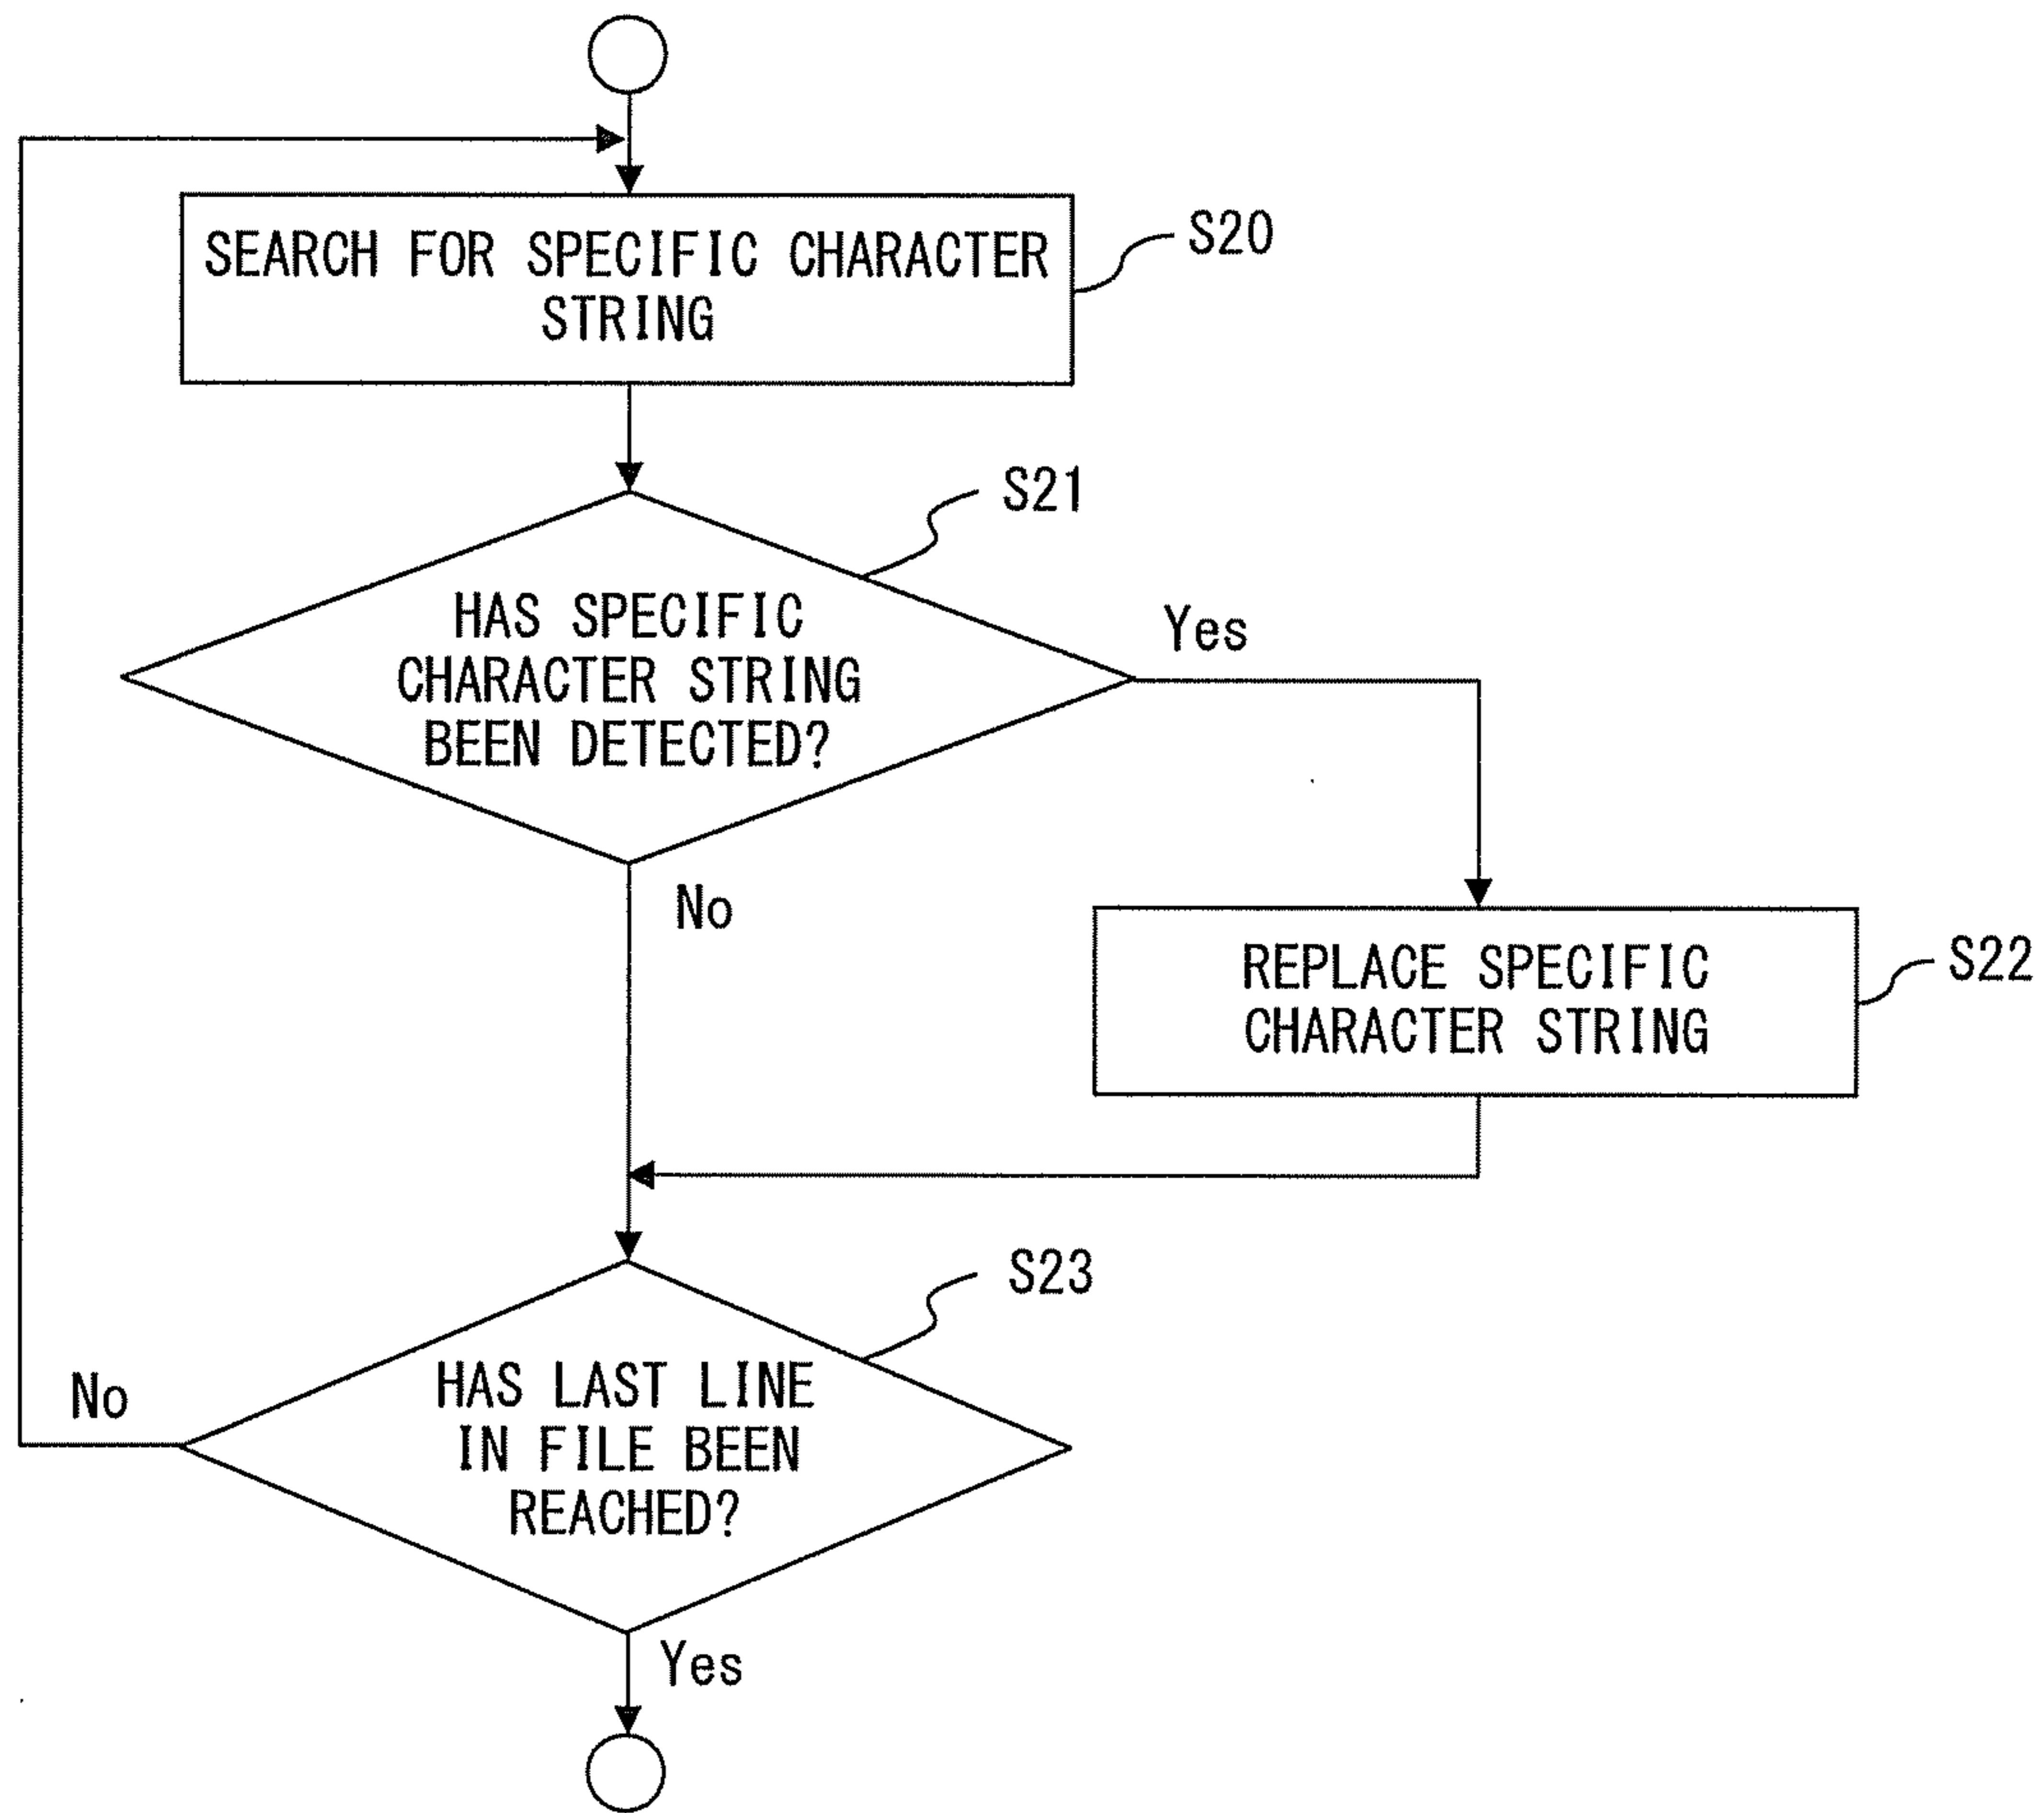 SEARCH FOR SPECIFIC CHARACTER
STRING
S20
S21
HAS SPECIFIC
CHARACTER STRING
BEEN DETECTED?
Yes
No
REPLACE SPECIFIC
CHARACTER STRING
S22
S23
HAS LAST LINE
IN FILE BEEN
REACHED?
No
Yes